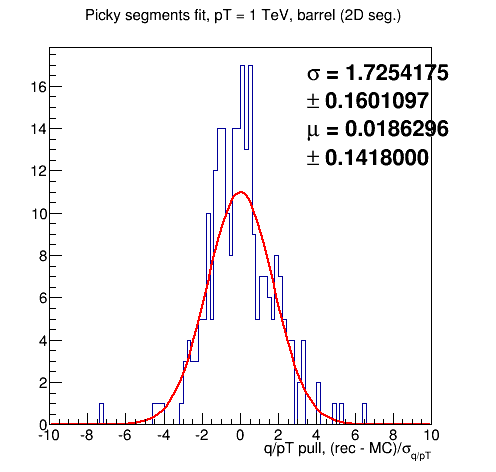 Picky segments fit, pT = 1 TeV, barrel (2D seg.)
σ = 1.7254175
± 0.1601097
μ = 0.0186296
± 0.1418000
16
14
12
10
8
6
4
2
0
-10 -8 -6 -4 -2 0 2 4 6 8 10
q/pT pull, (rec - MC)/σq/pT